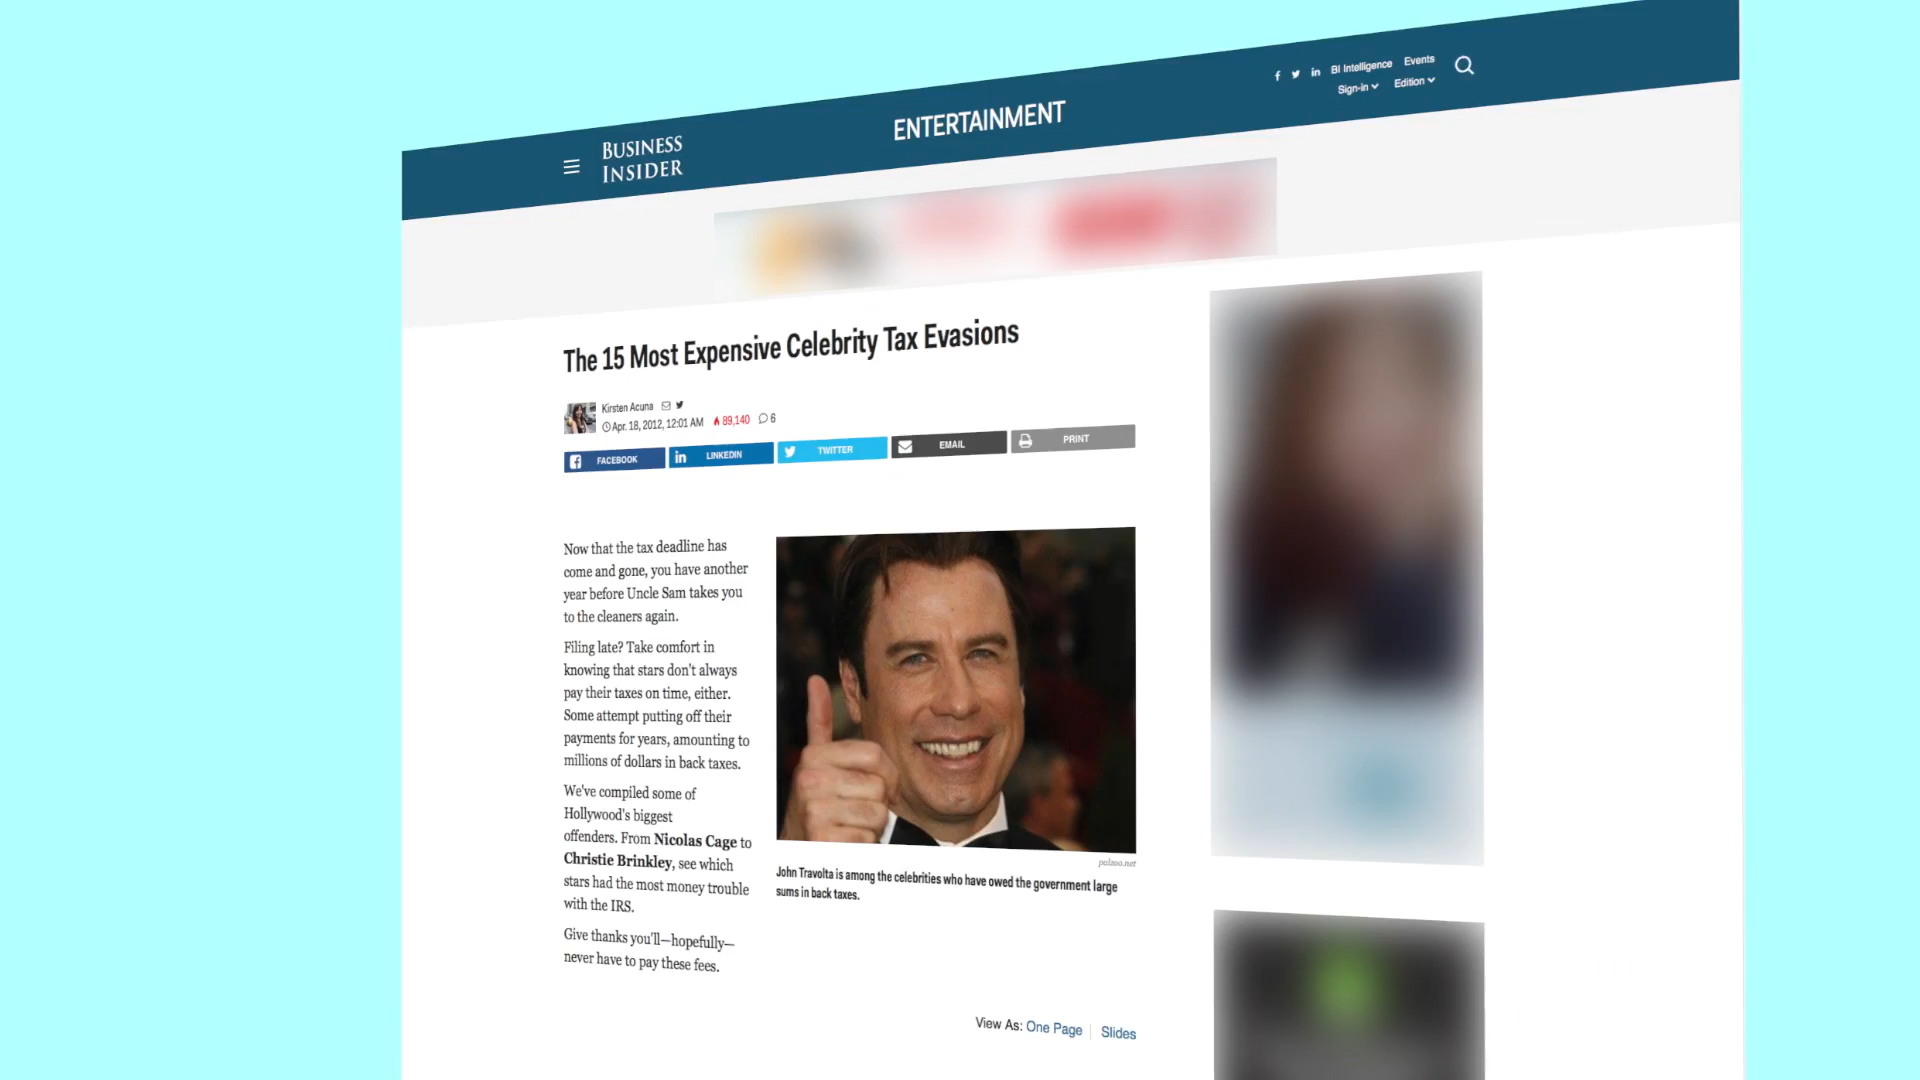 BUSINESS
INSIDER
ENTERTAINMENT
BI Intelligence Events
Sign-in Edition
The 15 Most Expensive Celebrity Tax Evasions
Kirsten Acuna
Apr. 18, 2012, 12:01 AM 89,140 6
FACEBOOK LINKEDIN TWITTER EMAIL PRINT
Now that the tax deadline has
come and gone, you have another
year before Uncle Sam takes you
to the cleaners again.
Filing late? Take comfort in
knowing that stars don't always
pay their taxes on time, either.
Some attempt putting off their
payments for years, amounting to
millions of dollars in back taxes.
We've compiled some of
Hollywood's biggest
offenders. From Nicolas Cage to
Christie Brinkley, see which
stars had the most money trouble
with the IRS.
Give thanks you'll—hopefully—
never have to pay these fees.
palzoo.net
John Travolta is among the celebrities who have owed the government large
sums in back taxes.
View As: One Page | Slides